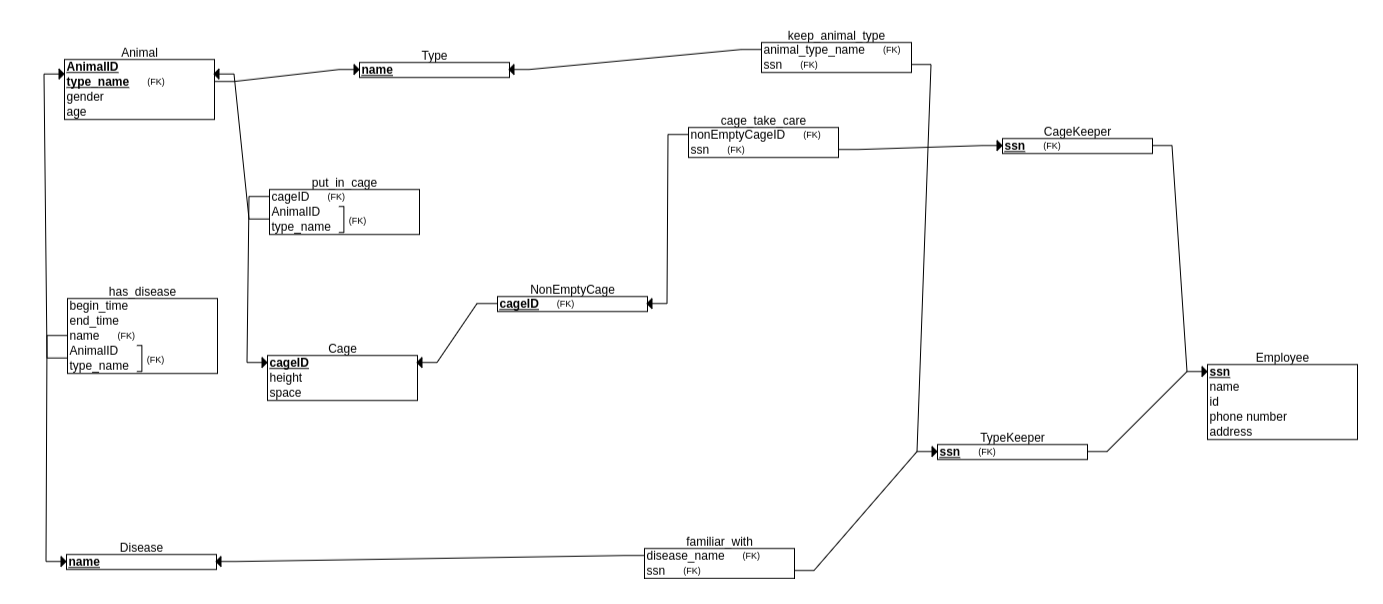 Animal
AnimalID
type_name (FK)
gender
age
Type
name
keep_animal_type
animal_type_name (FK)
ssn (FK)
cage_take_care
nonEmptyCageID (FK)
ssn (FK)
CageKeeper
ssn (FK)
put_in_cage
cageID (FK)
AnimalID
type_name
(FK)
has_disease
begin_time
end_time
name (FK)
AnimalID
type_name
(FK)
NonEmptyCage
cageID (FK)
Cage
cageID
height
space
Employee
ssn
name
id
phone number
address
TypeKeeper
ssn (FK)
Disease
name
familiar_with
disease_name (FK)
ssn (FK)